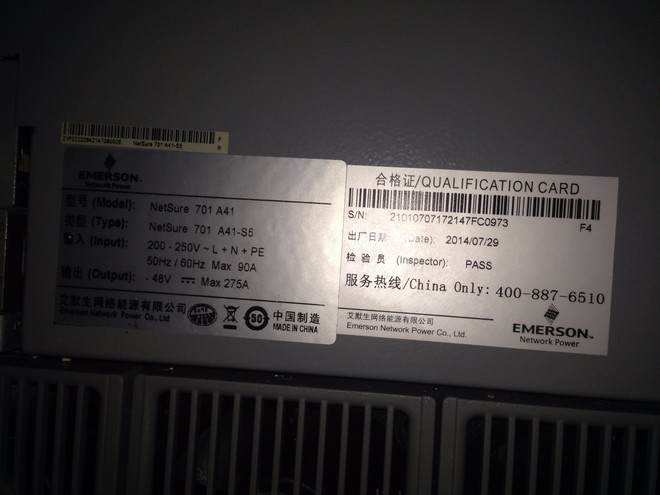 NetSure 701 A41-S5
EMERSON
Network Power
型号 (Model): NetSure 701 A41
类型 (Type): NetSure 701 A41-S5
输入 (Input): 200 - 250V ~ L + N + PE
50Hz / 60Hz Max 90A
输出 (Output): - 48V Max 275A
艾默生网络能源有限公司
Emerson Network Power Co., Ltd.
50
中国制造
MADE IN CHINA
合格证/QUALIFICATION CARD
S/N: 21010707172147FC0973 F4
出厂日期 (Date): 2014/07/29
检 验 员 (Inspector): PASS
服务热线/China Only: 400-887-6510
艾默生网络能源有限公司
Emerson Network Power Co., Ltd.
EMERSON
Network Power